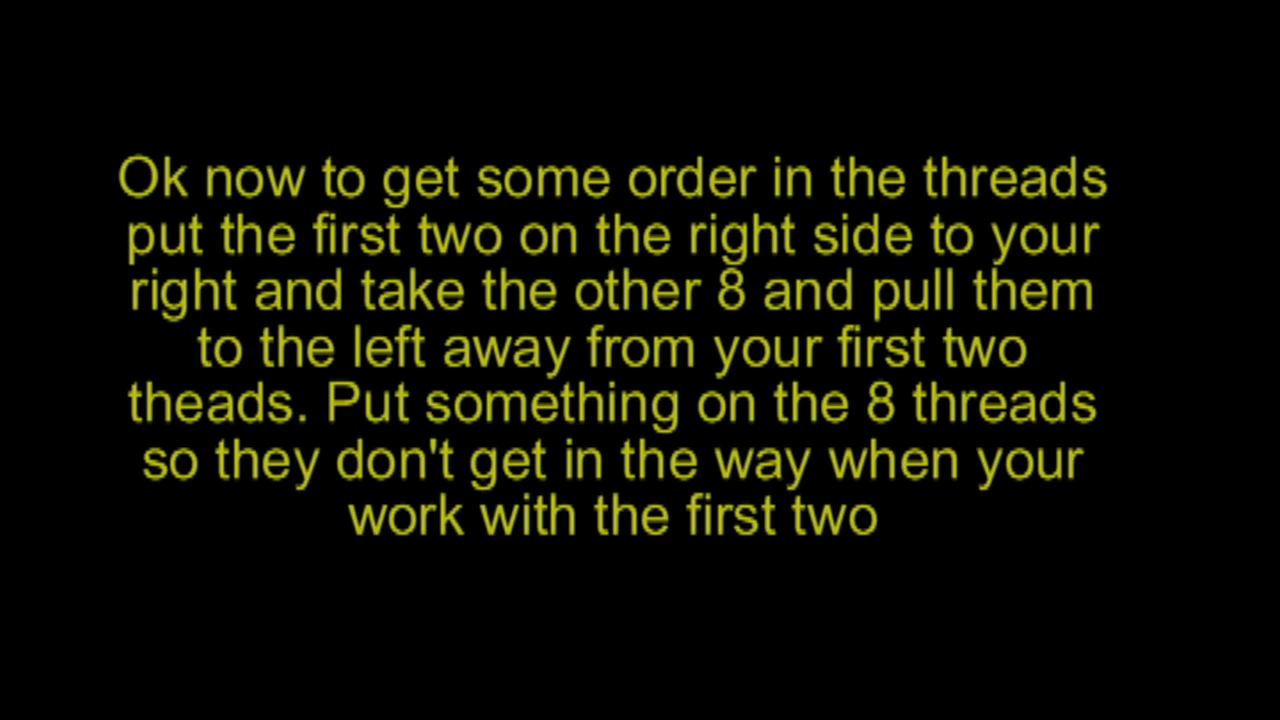 Ok now to get some order in the threads
put the first two on the right side to your
right and take the other 8 and pull them
to the left away from your first two
theads. Put something on the 8 threads
so they don't get in the way when your
work with the first two